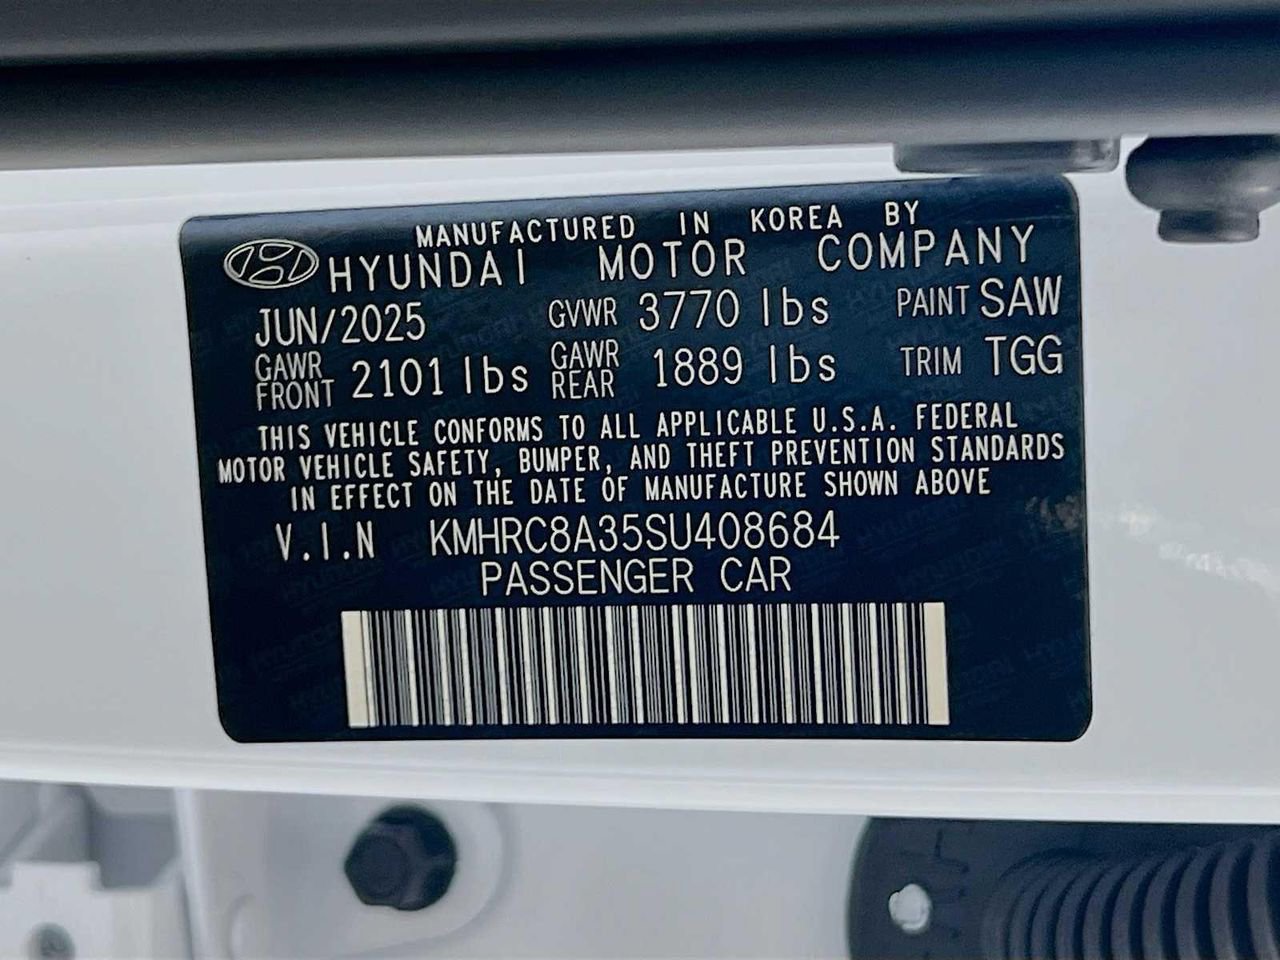 MANUFACTURED IN KOREA BY
HYUNDAI MOTOR COMPANY
JUN/2025 GVWR 3770 lbs PAINT SAW
GAWR FRONT 2101 lbs GAWR REAR 1889 lbs TRIM TGG
THIS VEHICLE CONFORMS TO ALL APPLICABLE U.S.A. FEDERAL
MOTOR VEHICLE SAFETY, BUMPER, AND THEFT PREVENTION STANDARDS
IN EFFECT ON THE DATE OF MANUFACTURE SHOWN ABOVE
V.I.N KMHRC8A35SU408684
PASSENGER CAR